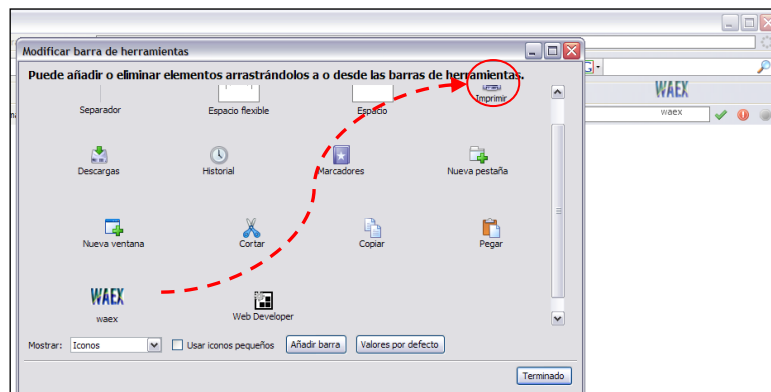 Modificar barra de herramientas
Puede añadir o eliminar elementos arrastrándolos a o desde las barras de herramientas.
Separador Espacio flexible Espacio Imprimir
WAEX
waex
Descargas Historial Marcadores Nueva pestaña
Nueva ventana Cortar Copiar Pegar
WAEX
waex Web Developer
Mostrar: Iconos Usar iconos pequeños Añadir barra Valores por defecto
Terminado